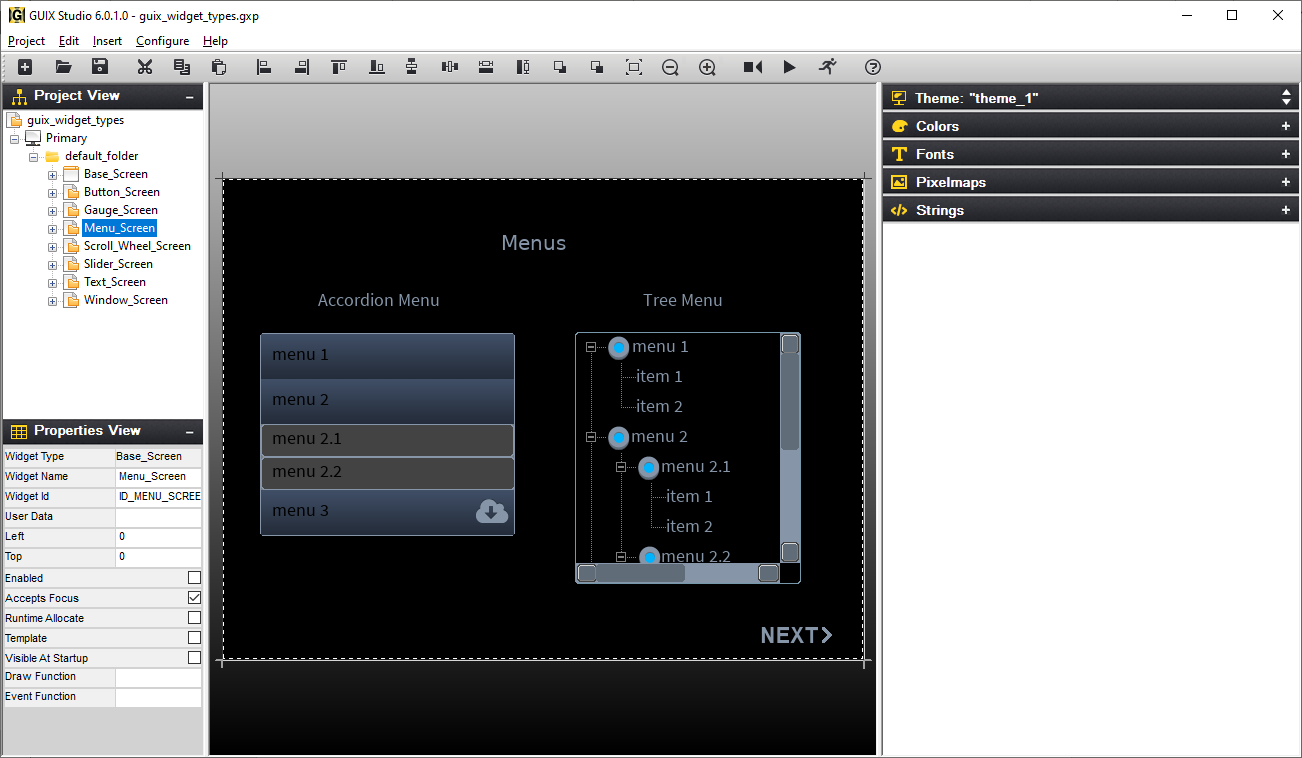 GUIX Studio 6.0.1.0 - guix_widget_types.gxp
Project Edit Insert Configure Help
Project View
guix_widget_types
Primary
default_folder
Base_Screen
Button_Screen
Gauge_Screen
Menu_Screen
Scroll_Wheel_Screen
Slider_Screen
Text_Screen
Window_Screen
Properties View
Widget Type Base_Screen
Widget Name Menu_Screen
Widget Id ID_MENU_SCREE
User Data
Left 0
Top 0
Enabled
Accepts Focus
Runtime Allocate
Template
Visible At Startup
Draw Function
Event Function
Menus
Accordion Menu
menu 1
menu 2
menu 2.1
menu 2.2
menu 3
Tree Menu
menu 1
item 1
item 2
menu 2
menu 2.1
item 1
item 2
menu 2.2
NEXT
Theme: "theme_1"
Colors +
Fonts +
Pixelmaps +
Strings +